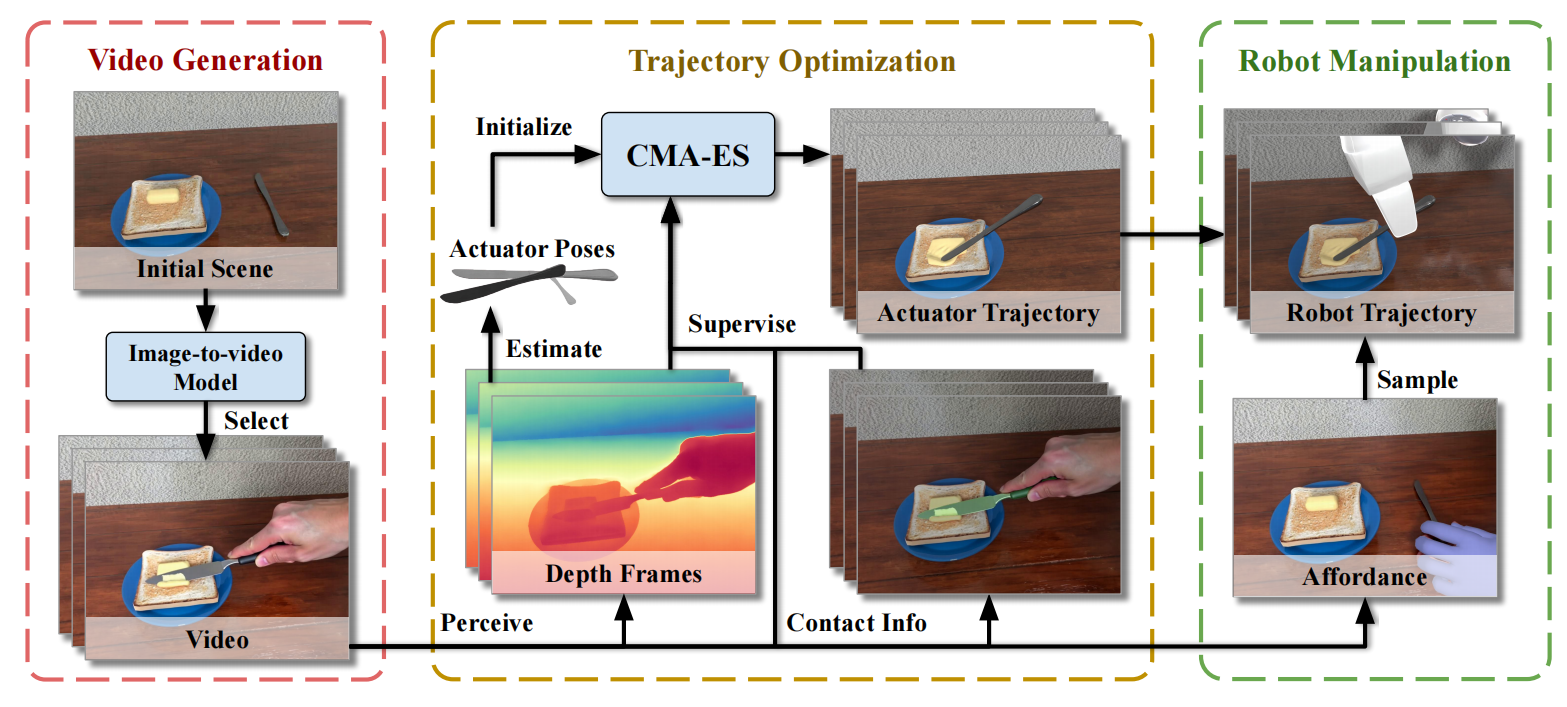 Video Generation
Initial Scene
Image-to-video
Model
Select
Video
Trajectory Optimization
Initialize
CMA-ES
Actuator Poses
Estimate
Supervise
Actuator Trajectory
Depth Frames
Perceive
Contact Info
Robot Manipulation
Robot Trajectory
Sample
Affordance